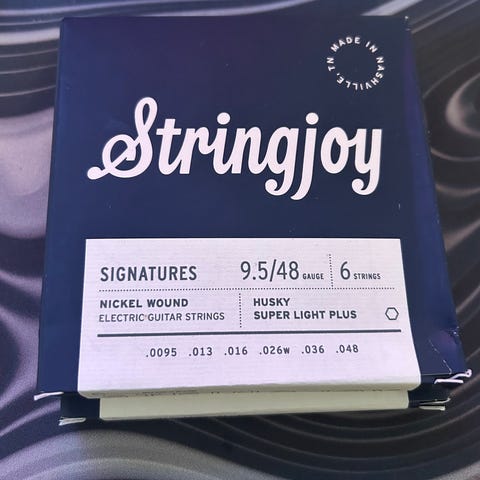 MADE IN NASHVILLE, TN
Stringjoy
SIGNATURES 9.5/48 GAUGE 6 STRINGS
NICKEL WOUND HUSKY
ELECTRIC GUITAR STRINGS SUPER LIGHT PLUS
.0095 .013 .016 .026w .036 .048